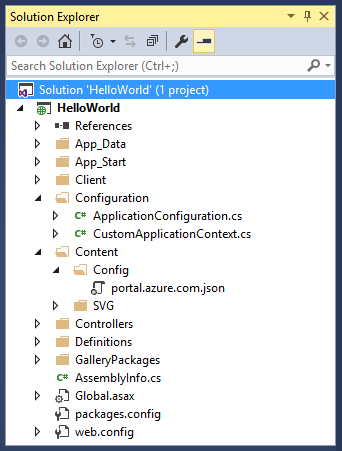 Solution Explorer
Search Solution Explorer (Ctrl+;)
Solution 'HelloWorld' (1 project)
HelloWorld
References
App_Data
App_Start
Client
Configuration
C# ApplicationConfiguration.cs
C# CustomApplicationContext.cs
Content
Config
portal.azure.com.json
SVG
Controllers
Definitions
GalleryPackages
C# AssemblyInfo.cs
Global.asax
packages.config
web.config